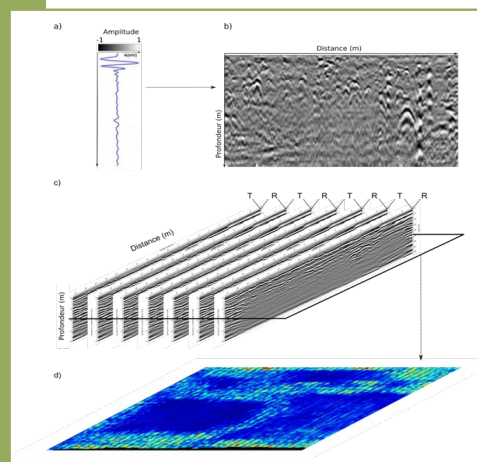 a)
Amplitude
-1 1
b)
Distance (m)
Profondeur (m)
c)
T R T R T R T R
Distance (m)
Profondeur (m)
d)